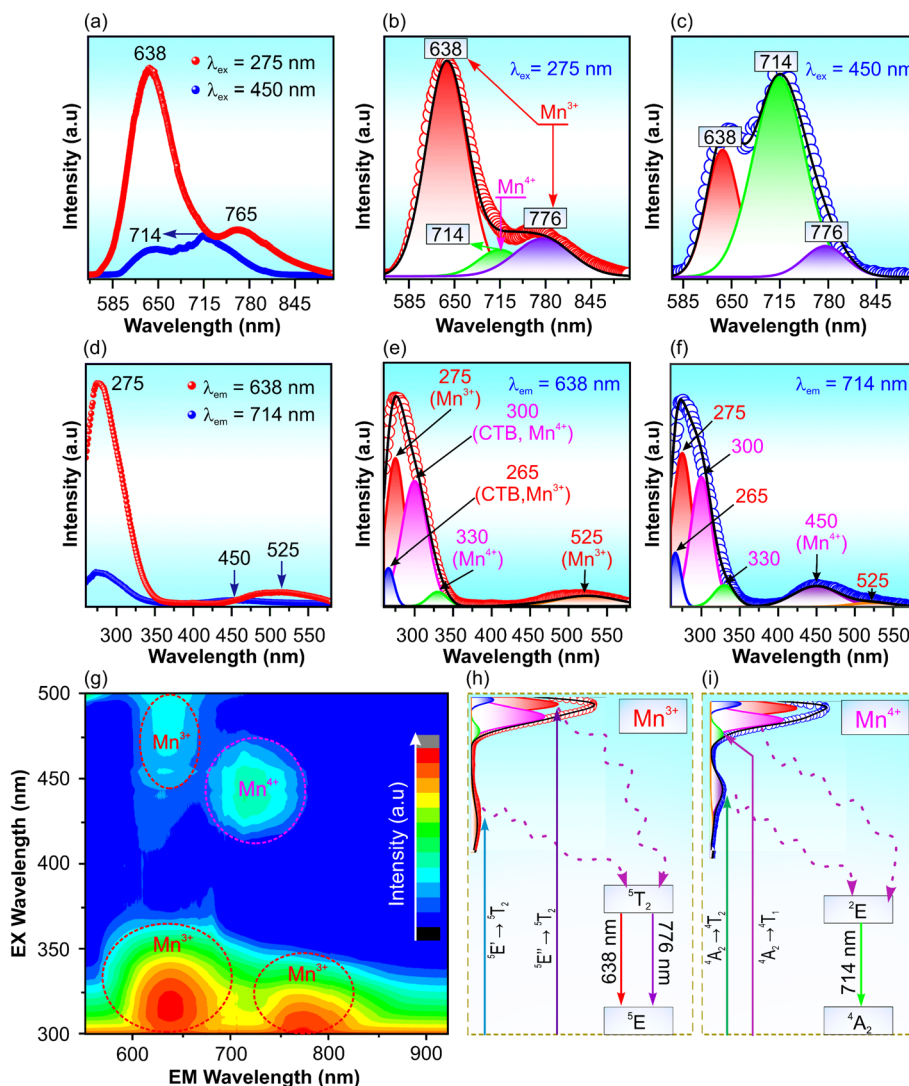 (a)
638
λex = 275 nm
λex = 450 nm
714
765
Intensity (a.u)
585 650 715 780 845
Wavelength (nm)
(b)
638
λex = 275 nm
Mn3+
Mn4+
714
776
Intensity (a.u)
585 650 715 780 845
Wavelength (nm)
(c)
714
λex = 450 nm
638
776
Intensity (a.u)
585 650 715 780 845
Wavelength (nm)
(d)
275
λem = 638 nm
λem = 714 nm
450
525
Intensity (a.u)
300 350 400 450 500 550
Wavelength (nm)
(e)
λem = 638 nm
275
(Mn3+)
300
(CTB, Mn4+)
265
(CTB,Mn3+)
330
(Mn4+)
525
(Mn3+)
Intensity (a.u)
300 350 400 450 500 550
Wavelength (nm)
(f)
λem = 714 nm
275
300
265
330
450
(Mn4+)
525
Intensity (a.u)
300 350 400 450 500 550
Wavelength (nm)
(g)
500
450
400
350
300
EX Wavelength (nm)
Mn3+
Mn4+
Mn3+
Mn3+
Intensity (a.u)
600 700 800 900
EM Wavelength (nm)
(h)
Mn3+
5E' → 5T2
5E'' → 5T2
5T2
638 nm
776 nm
5E
(i)
Mn4+
4A2 → 4T2
4A2 → 4T1
2E
714 nm
4A2